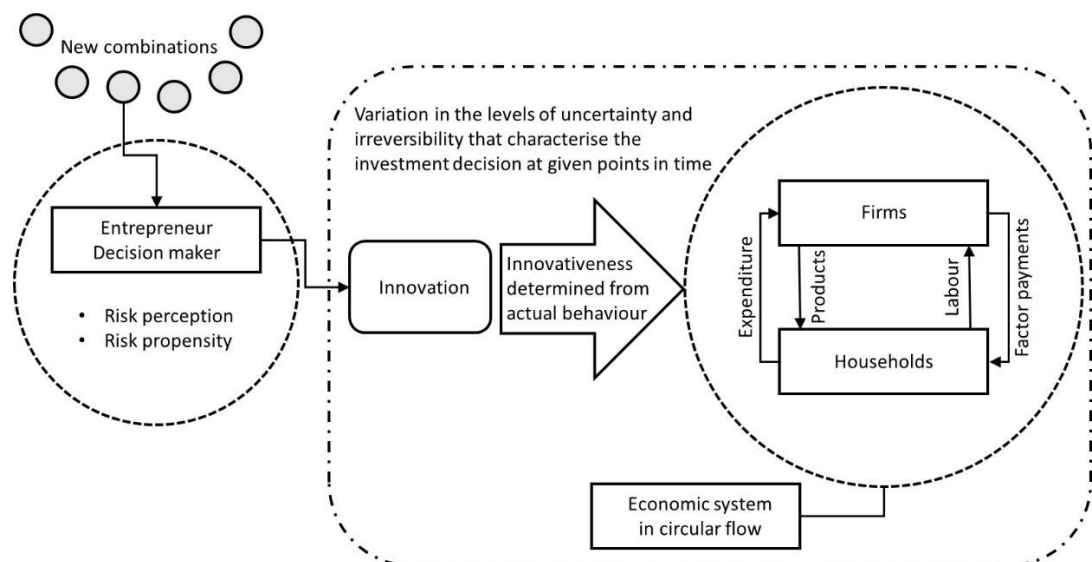 New combinations
Variation in the levels of uncertainty and
irreversibility that characterise the
investment decision at given points in time
Entrepreneur
Decision maker
• Risk perception
• Risk propensity
Innovation
Innovativeness
determined from
actual behaviour
Firms
Expenditure
Products
Labour
Factor payments
Households
Economic system
in circular flow